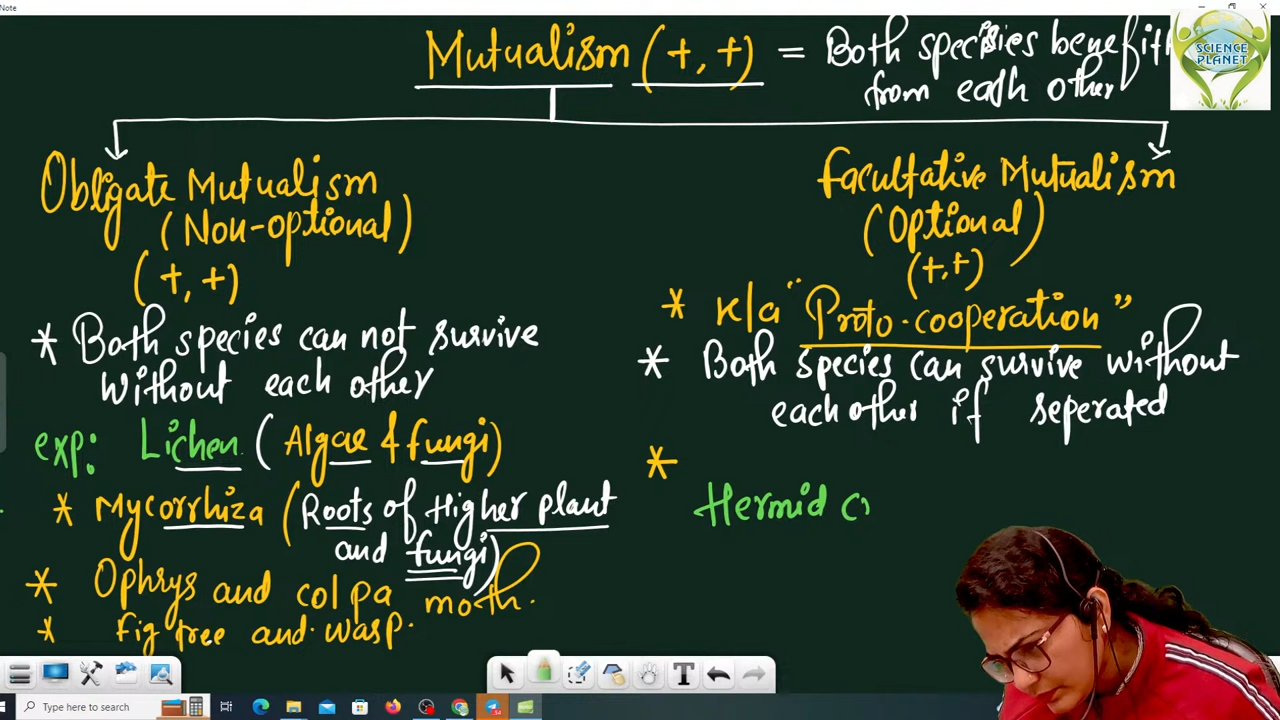 Note
Mutualism (+, +) = Both species benefit
from each other
SCIENCE
PLANET
Obligate Mutualism
(Non-optional)
(+, +)
* Both species can not survive
without each other
exp: Lichen (Algae & fungi)
* Mycorrhiza (Roots of Higher plant
and fungi)
* Ophrys and colpa moth.
* fig tree and wasp.
Facultative Mutualism
(Optional)
(+,+)
* K/a "Proto-cooperation"
* Both species can survive without
each other if seperated
*
Hermid c
T
Type here to search